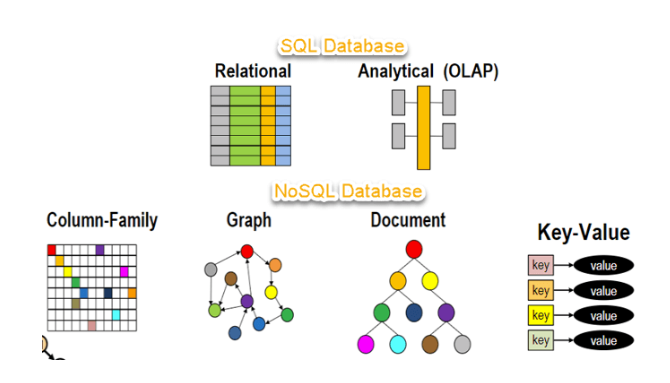 SQL Database
Relational
Analytical (OLAP)
NoSQL Database
Column-Family
Graph
Document
Key-Value
key value
key value
key value
key value